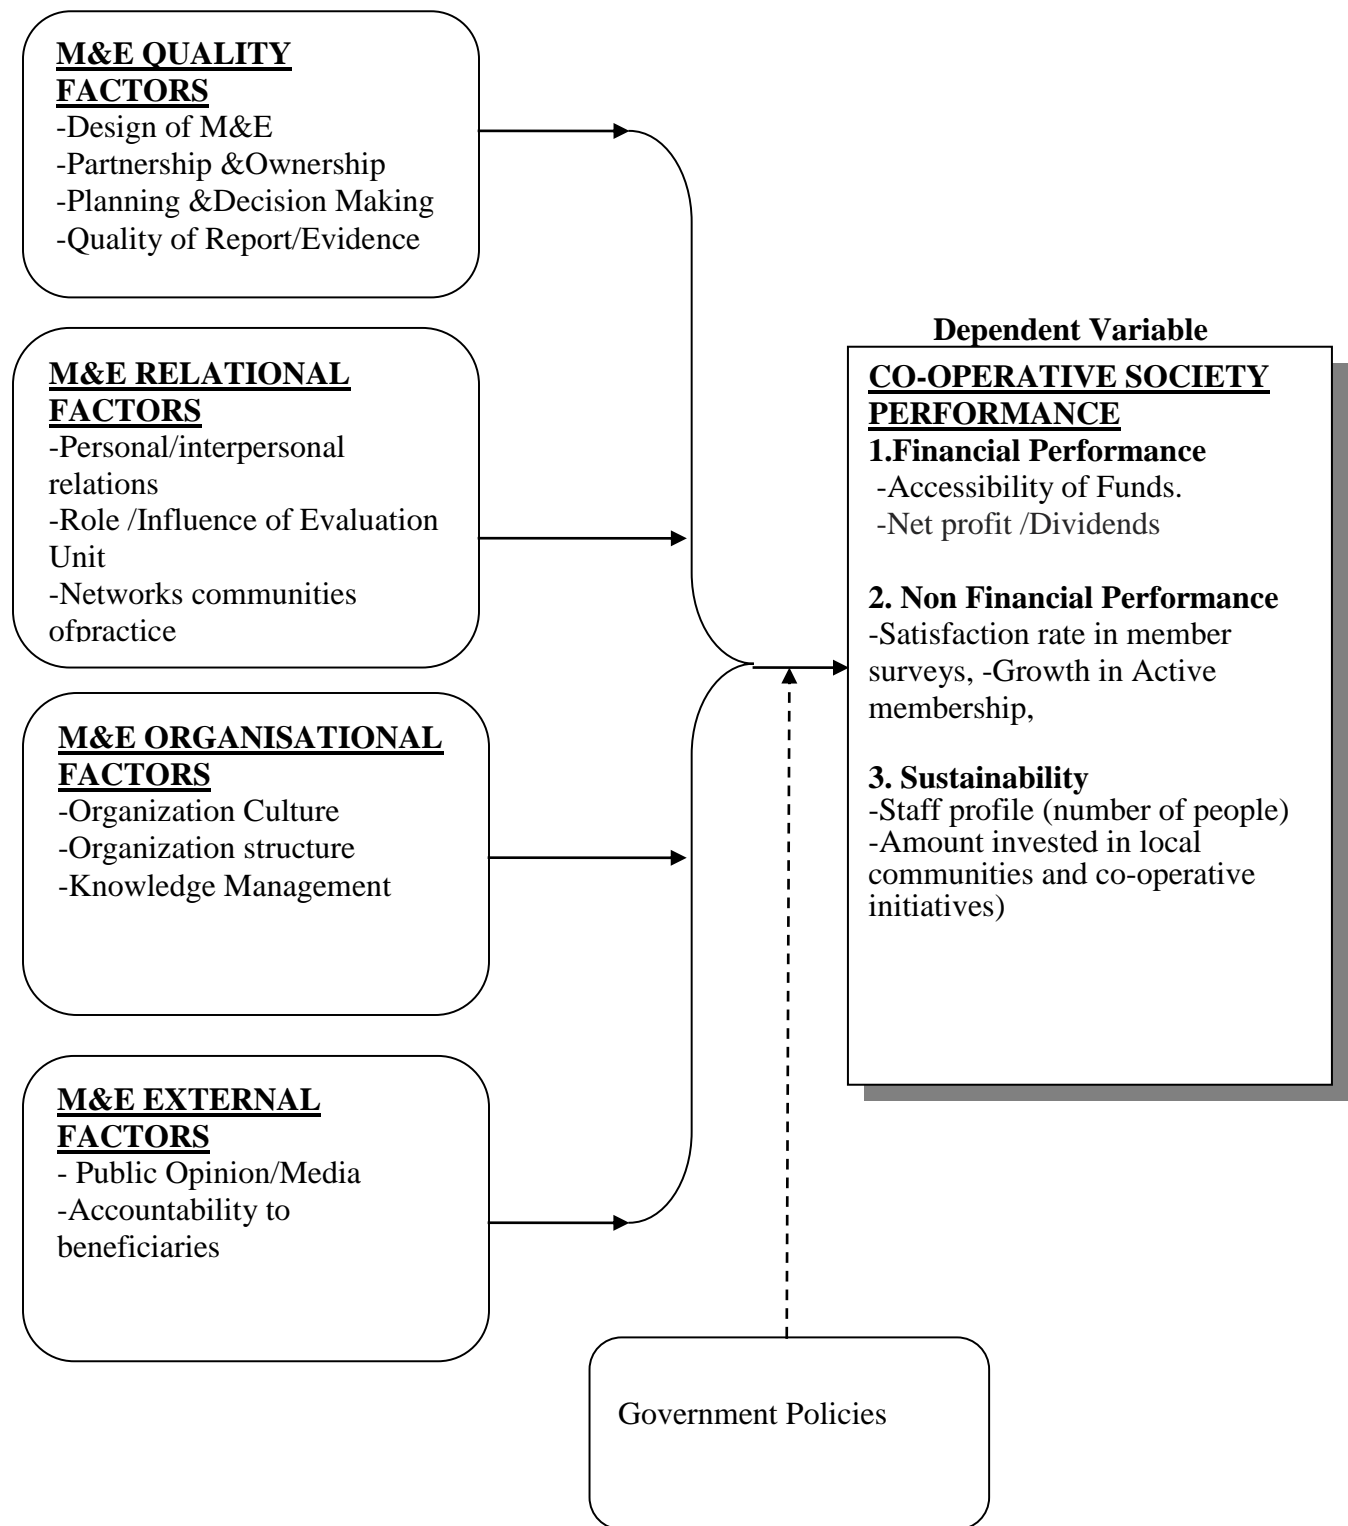 M&E QUALITY
FACTORS
-Design of M&E
-Partnership &Ownership
-Planning &Decision Making
-Quality of Report/Evidence
M&E RELATIONAL
FACTORS
-Personal/interpersonal
relations
-Role /Influence of Evaluation
Unit
-Networks communities
ofpractice
M&E ORGANISATIONAL
FACTORS
-Organization Culture
-Organization structure
-Knowledge Management
M&E EXTERNAL
FACTORS
- Public Opinion/Media
-Accountability to
beneficiaries
Dependent Variable
CO-OPERATIVE SOCIETY
PERFORMANCE
1.Financial Performance
-Accessibility of Funds.
-Net profit /Dividends
2. Non Financial Performance
-Satisfaction rate in member
surveys, -Growth in Active
membership,
3. Sustainability
-Staff profile (number of people)
-Amount invested in local
communities and co-operative
initiatives)
Government Policies